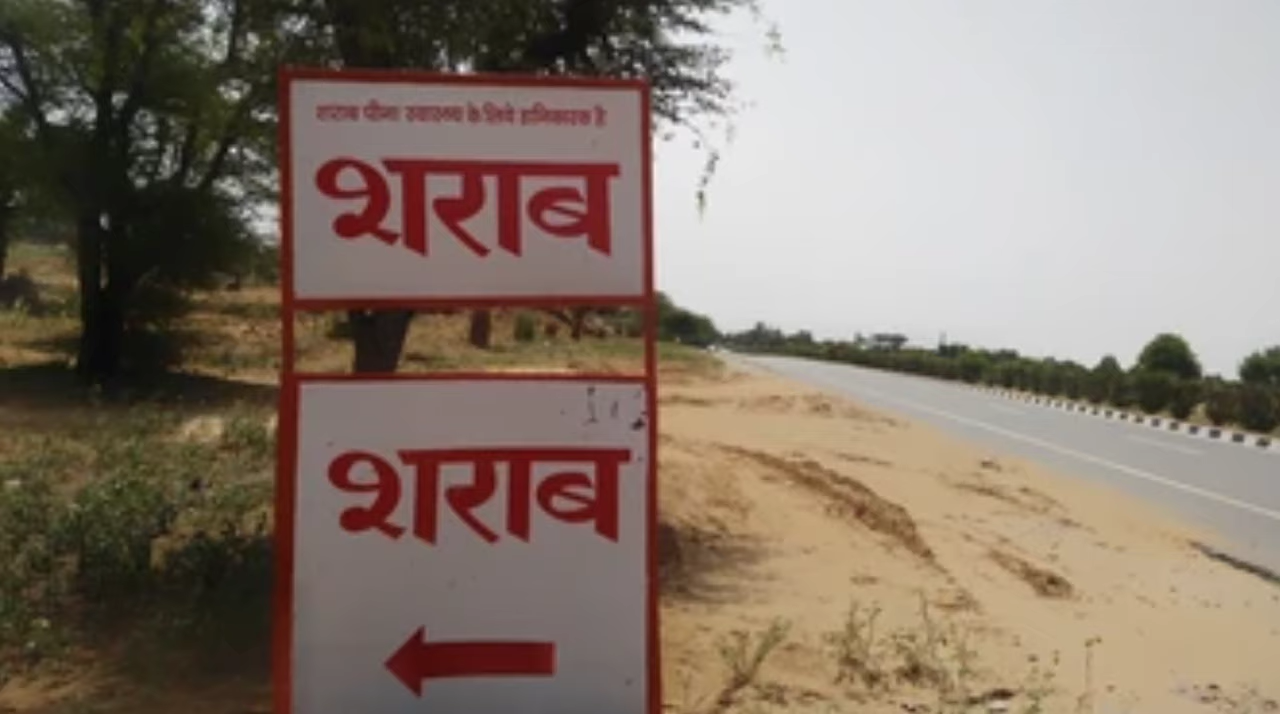 शराब पीना स्वास्थ्य के लिये हानिकारक है
शराब
शराब